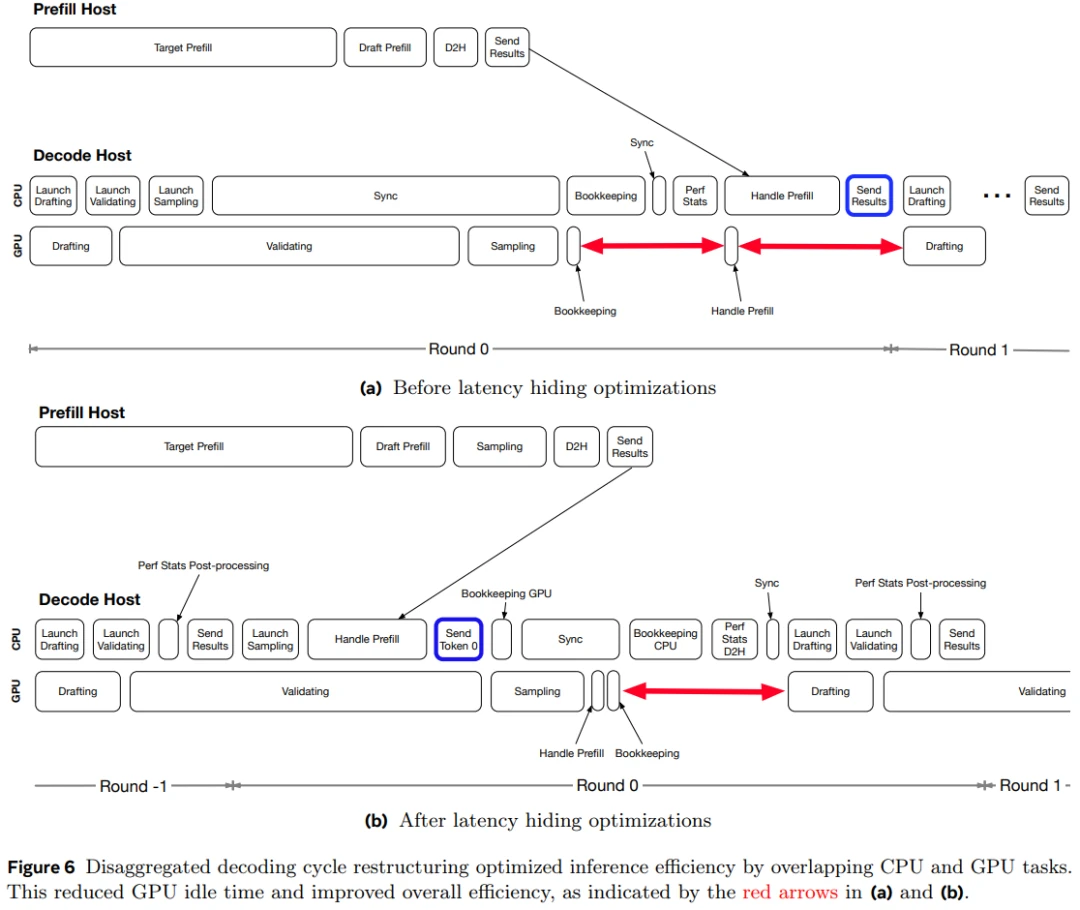 Prefill Host
Target Prefill
Draft Prefill
D2H
Send
Results
Decode Host
Sync
CPU
Launch
Drafting
Launch
Validating
Launch
Sampling
Sync
Bookkeeping
Perf
Stats
Handle Prefill
Send
Results
Launch
Drafting
...
Send
Results
GPU
Drafting
Validating
Sampling
Drafting
Bookkeeping
Handle Prefill
Round 0
Round 1
(a) Before latency hiding optimizations
Prefill Host
Target Prefill
Draft Prefill
Sampling
D2H
Send
Results
Perf Stats Post-processing
Decode Host
Bookkeeping GPU
Sync
Perf Stats Post-processing
CPU
Launch
Drafting
Launch
Validating
Send
Results
Launch
Sampling
Handle Prefill
Send
Token 0
Sync
Bookkeeping
CPU
Perf
Stats
D2H
Launch
Drafting
Launch
Validating
Send
Results
GPU
Drafting
Validating
Sampling
Drafting
Validating
Handle Prefill
Bookkeeping
Round -1
Round 0
Round 1
(b) After latency hiding optimizations
Figure 6 Disaggregated decoding cycle restructuring optimized inference efficiency by overlapping CPU and GPU tasks.
This reduced GPU idle time and improved overall efficiency, as indicated by the red arrows in (a) and (b).